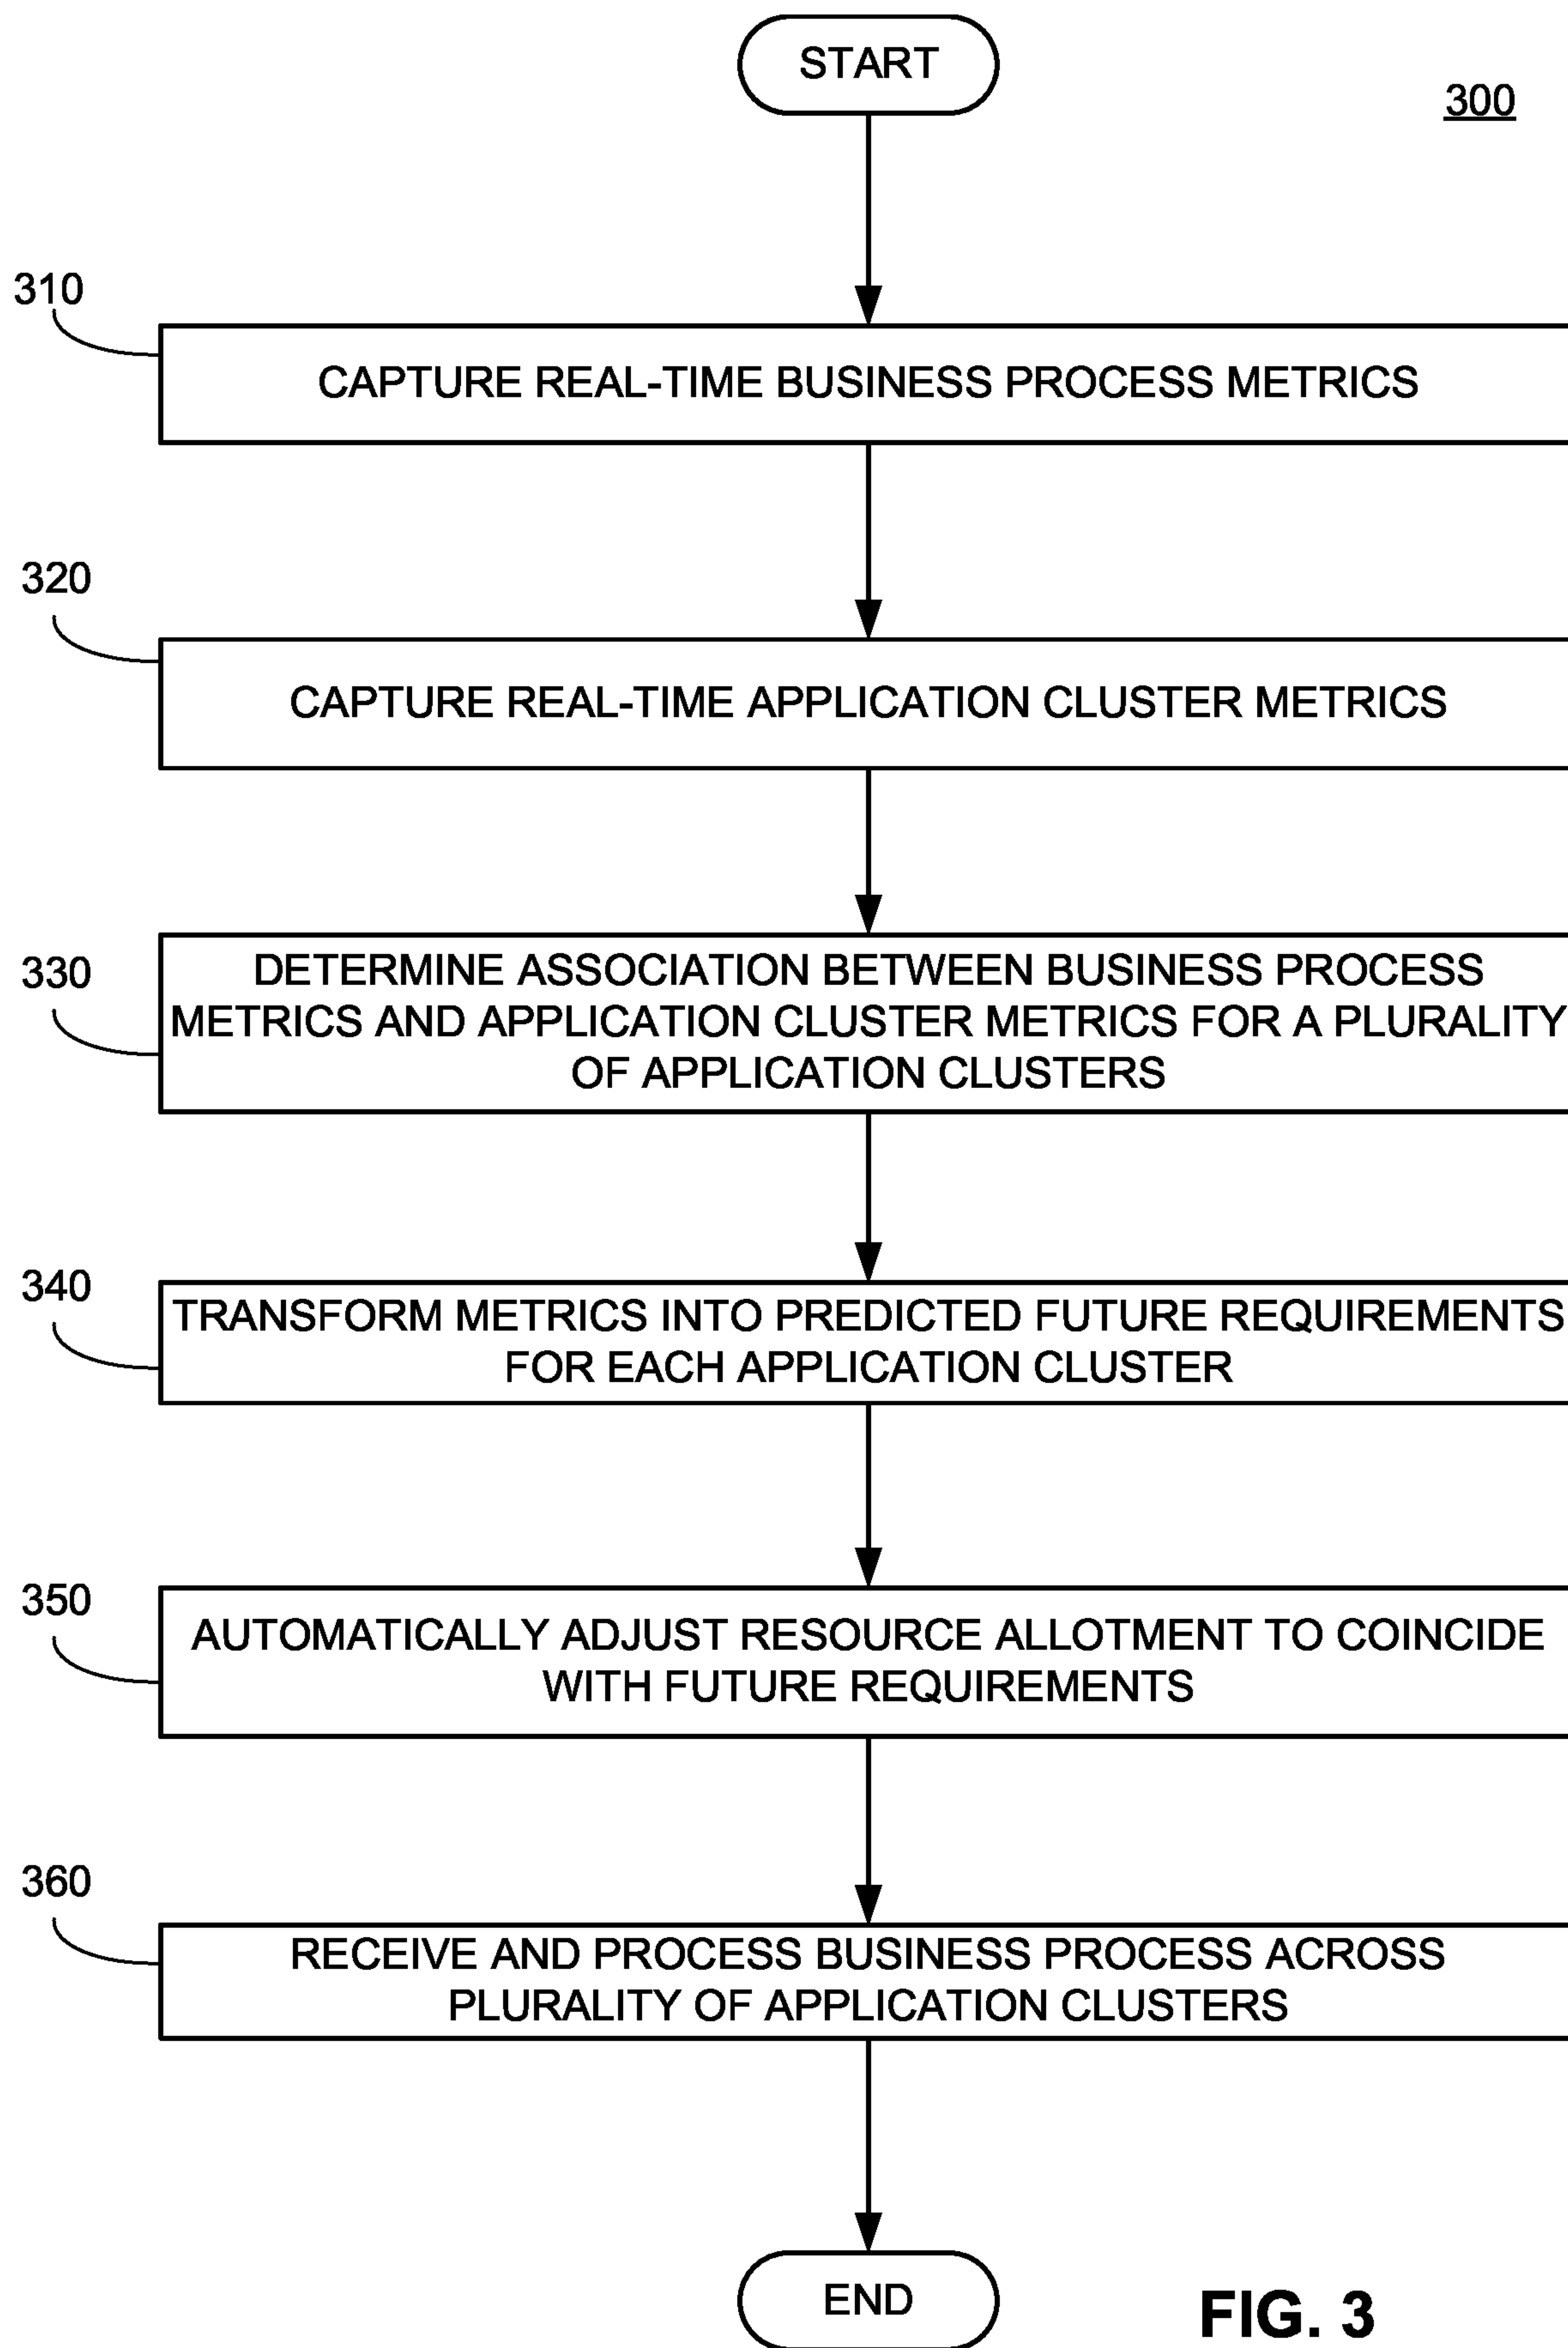 START
300
310
CAPTURE REAL-TIME BUSINESS PROCESS METRICS
320
CAPTURE REAL-TIME APPLICATION CLUSTER METRICS
330
DETERMINE ASSOCIATION BETWEEN BUSINESS PROCESS
METRICS AND APPLICATION CLUSTER METRICS FOR A PLURALITY
OF APPLICATION CLUSTERS
340
TRANSFORM METRICS INTO PREDICTED FUTURE REQUIREMENTS
FOR EACH APPLICATION CLUSTER
350
AUTOMATICALLY ADJUST RESOURCE ALLOTMENT TO COINCIDE
WITH FUTURE REQUIREMENTS
360
RECEIVE AND PROCESS BUSINESS PROCESS ACROSS
PLURALITY OF APPLICATION CLUSTERS
END
FIG. 3